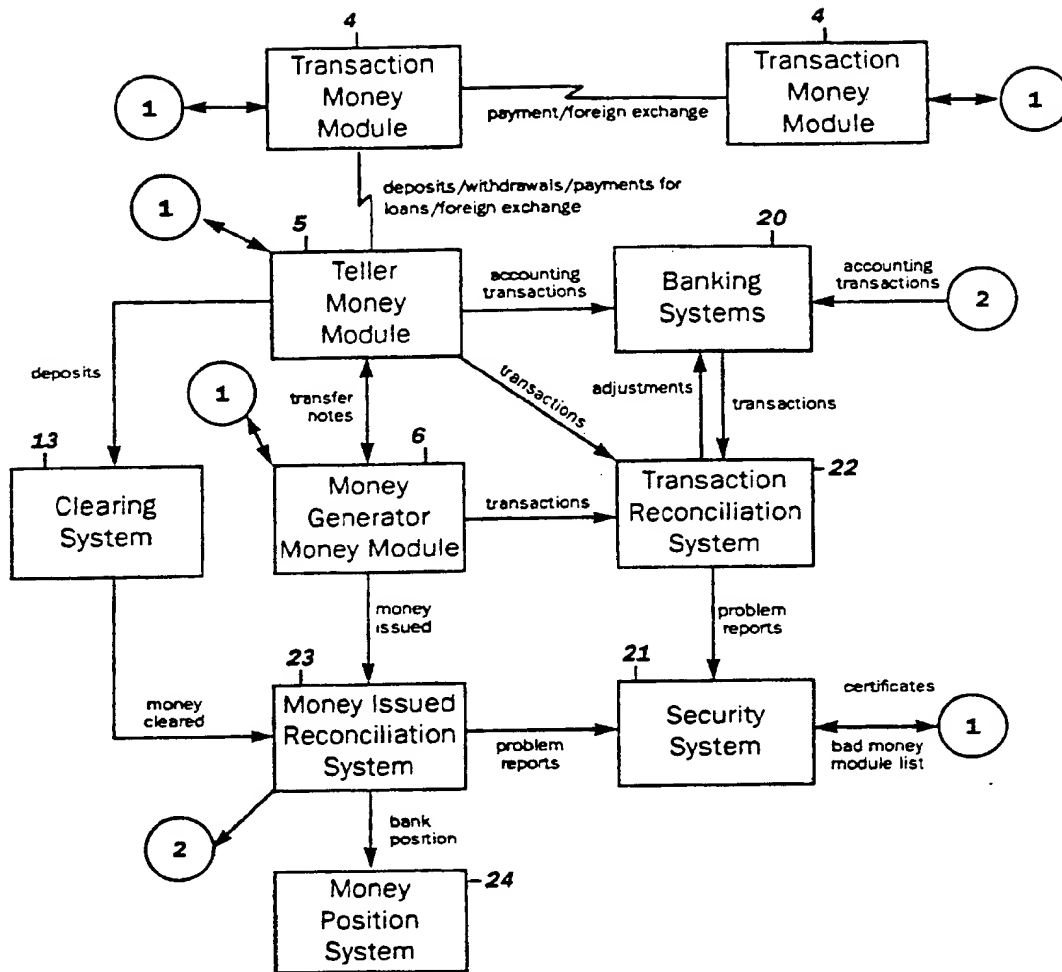 4
4
Transaction
Money
Module
Transaction
Money
Module
1
1
payment/foreign exchange
deposits/withdrawals/payments for
loans/foreign exchange
1
5
20
Teller
Money
Module
accounting
transactions
Banking
Systems
accounting
transactions
2
deposits
1
transfer
notes
transactions
adjustments
transactions
13
6
22
Clearing
System
Money
Generator
Money Module
transactions
Transaction
Reconciliation
System
money
issued
problem
reports
23
21
money
cleared
Money Issued
Reconciliation
System
problem
reports
Security
System
certificates
1
bad money
module list
2
bank
position
24
Money
Position
System